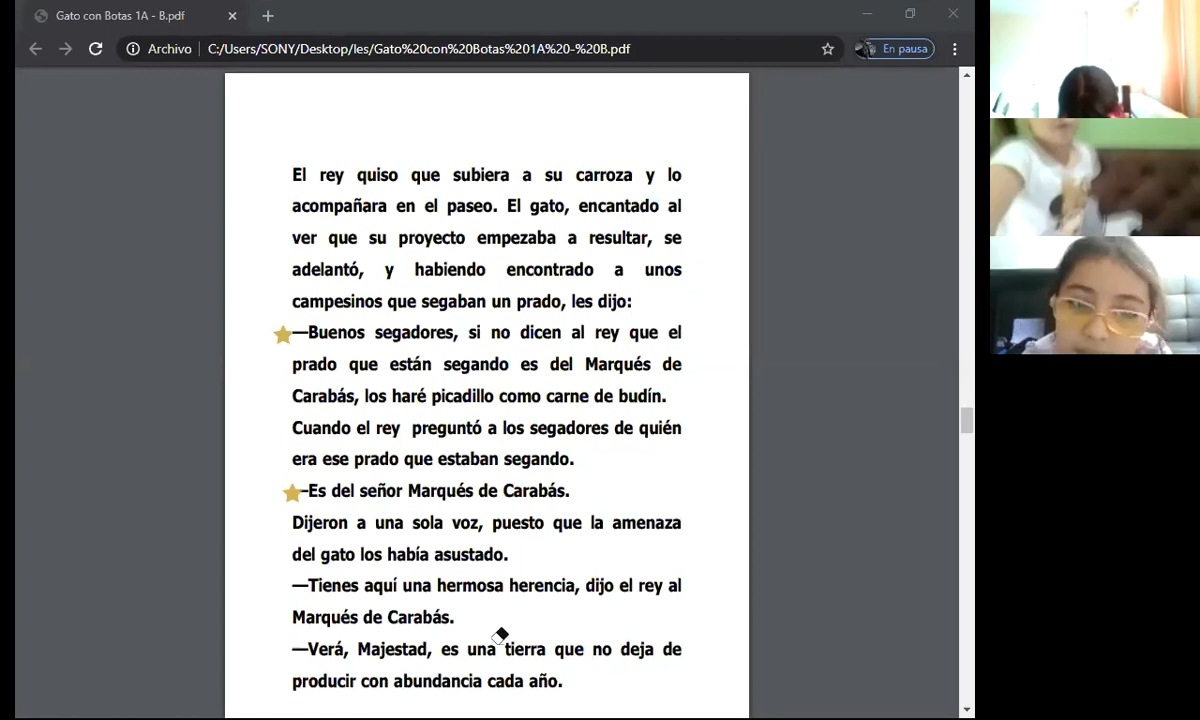 Gato con Botas 1A - B.pdf
Archivo
C:/Users/SONY/Desktop/les/Gato%20con%20Botas%201A%20-%20B.pdf
En pausa
El rey quiso que subiera a su carroza y lo
acompañara en el paseo. El gato, encantado al
ver que su proyecto empezaba a resultar, se
adelantó, y habiendo encontrado a unos
campesinos que segaban un prado, les dijo:
—Buenos segadores, si no dicen al rey que el
prado que están segando es del Marqués de
Carabás, los haré picadillo como carne de budín.
Cuando el rey preguntó a los segadores de quién
era ese prado que estaban segando.
—Es del señor Marqués de Carabás.
Dijeron a una sola voz, puesto que la amenaza
del gato los había asustado.
—Tienes aquí una hermosa herencia, dijo el rey al
Marqués de Carabás.
—Verá, Majestad, es una tierra que no deja de
producir con abundancia cada año.